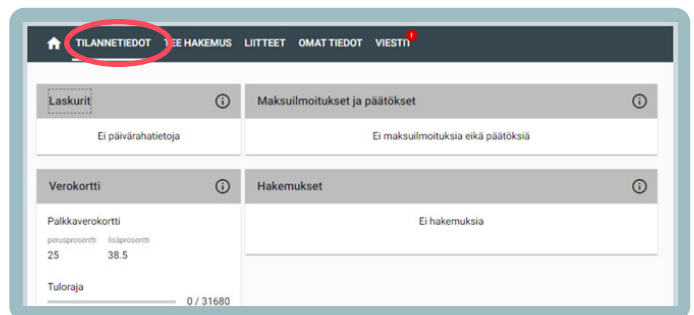 TILANNETIEDOT TEE HAKEMUS LIITTEET OMAT TIEDOT VIESTIT
Laskurit
Ei päivärahatietoja
Maksuilmoitukset ja päätökset
Ei maksuilmoituksia eikä päätöksiä
Verokortti
Palkkaverokortti
perusprosentti lisäprosentti
25 38.5
Tuloraja
0 / 31680
Hakemukset
Ei hakemuksia